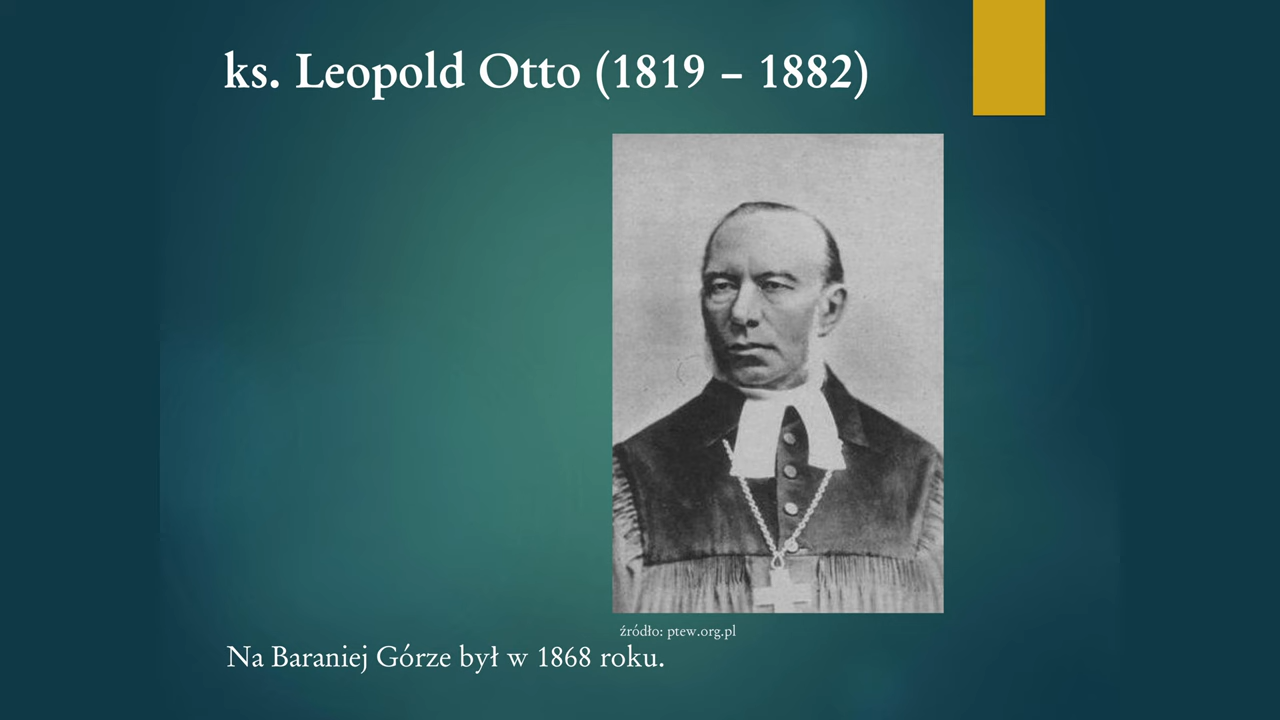 ks. Leopold Otto (1819 – 1882)
źródło: ptew.org.pl
Na Baraniej Górze był w 1868 roku.